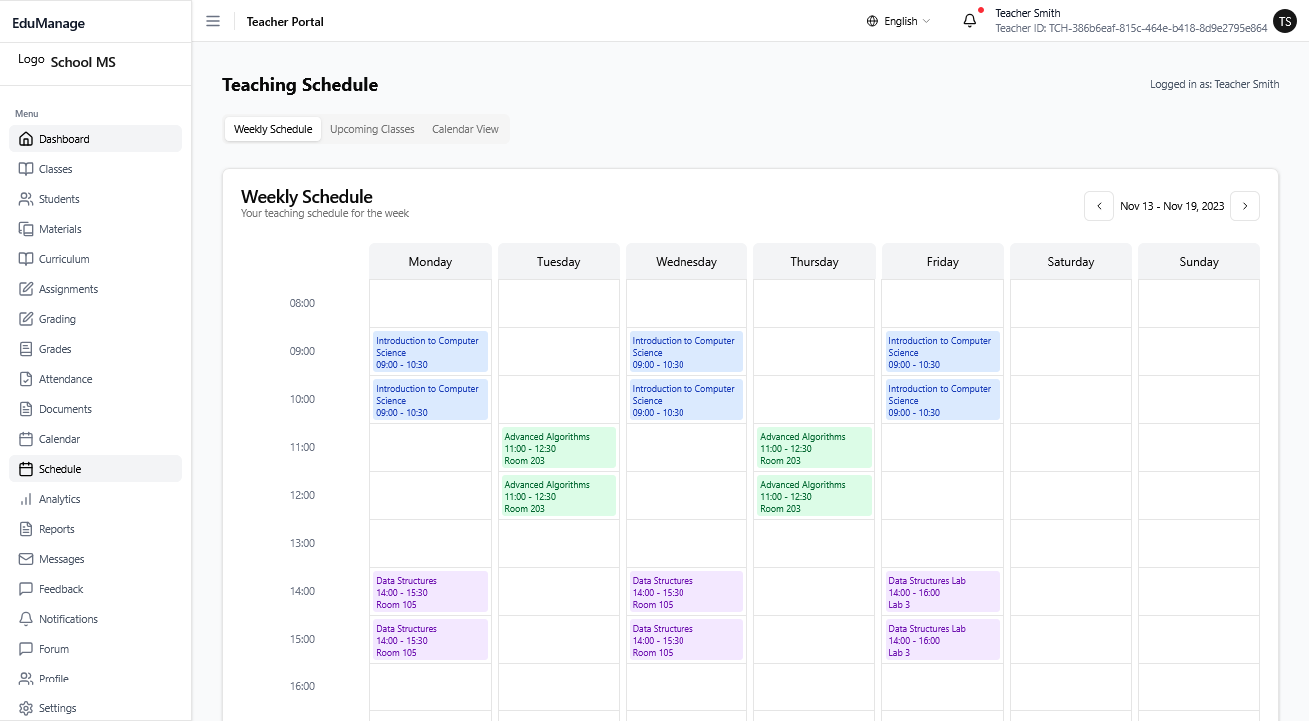 EduManage
Teacher Portal
English
Teacher Smith
Teacher ID: TCH-386b6eaf-815c-464e-b418-8d9e2795e864
TS
Logo School MS
Menu
Dashboard
Classes
Students
Materials
Curriculum
Assignments
Grading
Grades
Attendance
Documents
Calendar
Schedule
Analytics
Reports
Messages
Feedback
Notifications
Forum
Profile
Settings
Teaching Schedule
Logged in as: Teacher Smith
Weekly Schedule Upcoming Classes Calendar View
Weekly Schedule
Your teaching schedule for the week
Nov 13 - Nov 19, 2023
Monday Tuesday Wednesday Thursday Friday Saturday Sunday
08:00
09:00
Introduction to Computer
Science
09:00 - 10:30
Introduction to Computer
Science
09:00 - 10:30
Introduction to Computer
Science
09:00 - 10:30
10:00
Introduction to Computer
Science
09:00 - 10:30
Introduction to Computer
Science
09:00 - 10:30
Introduction to Computer
Science
09:00 - 10:30
11:00
Advanced Algorithms
11:00 - 12:30
Room 203
Advanced Algorithms
11:00 - 12:30
Room 203
12:00
Advanced Algorithms
11:00 - 12:30
Room 203
Advanced Algorithms
11:00 - 12:30
Room 203
13:00
14:00
Data Structures
14:00 - 15:30
Room 105
Data Structures
14:00 - 15:30
Room 105
Data Structures Lab
14:00 - 16:00
Lab 3
15:00
Data Structures
14:00 - 15:30
Room 105
Data Structures
14:00 - 15:30
Room 105
Data Structures Lab
14:00 - 16:00
Lab 3
16:00